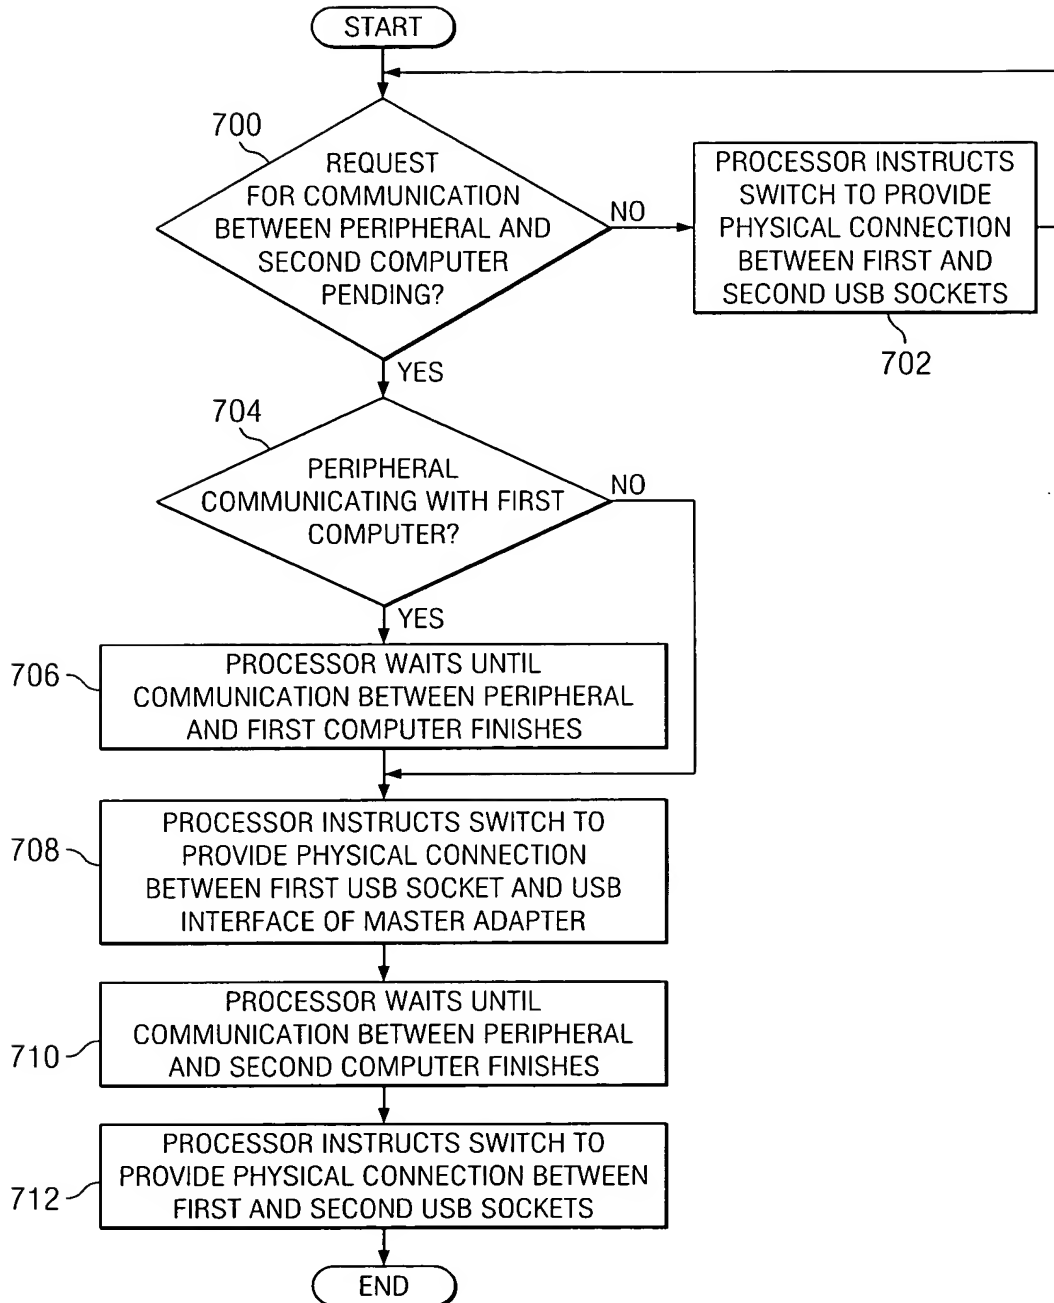 START
700
REQUEST
FOR COMMUNICATION
BETWEEN PERIPHERAL AND
SECOND COMPUTER
PENDING?
NO
PROCESSOR INSTRUCTS
SWITCH TO PROVIDE
PHYSICAL CONNECTION
BETWEEN FIRST AND
SECOND USB SOCKETS
702
YES
704
PERIPHERAL
COMMUNICATING WITH FIRST
COMPUTER?
NO
YES
706
PROCESSOR WAITS UNTIL
COMMUNICATION BETWEEN PERIPHERAL
AND FIRST COMPUTER FINISHES
708
PROCESSOR INSTRUCTS SWITCH TO
PROVIDE PHYSICAL CONNECTION
BETWEEN FIRST USB SOCKET AND USB
INTERFACE OF MASTER ADAPTER
710
PROCESSOR WAITS UNTIL
COMMUNICATION BETWEEN PERIPHERAL
AND SECOND COMPUTER FINISHES
712
PROCESSOR INSTRUCTS SWITCH TO
PROVIDE PHYSICAL CONNECTION BETWEEN
FIRST AND SECOND USB SOCKETS
END